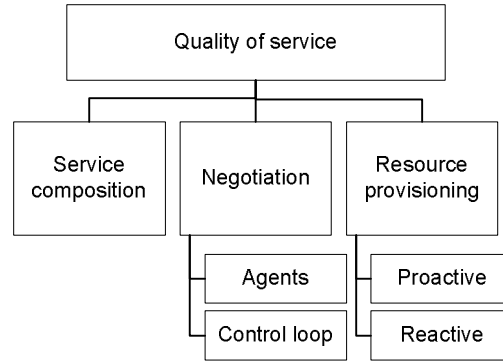 Quality of service
Service
composition
Negotiation
Resource
provisioning
Agents
Control loop
Proactive
Reactive